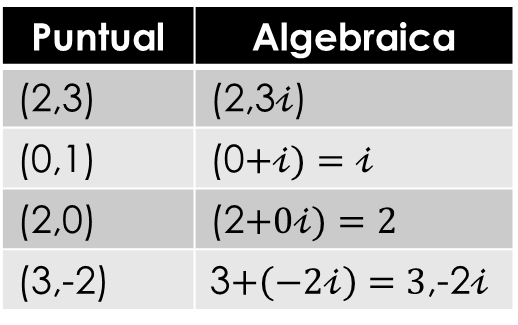 Puntual Algebraica
(2,3) (2,3𝑖)
(0,1) (0+𝑖) = 𝑖
(2,0) (2+0𝑖) = 2
(3,-2) 3+(−2𝑖) = 3,-2𝑖